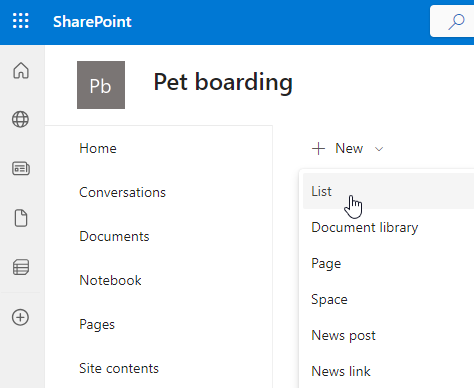 SharePoint
Pb
Pet boarding
Home
Conversations
Documents
Notebook
Pages
Site contents
New
List
Document library
Page
Space
News post
News link